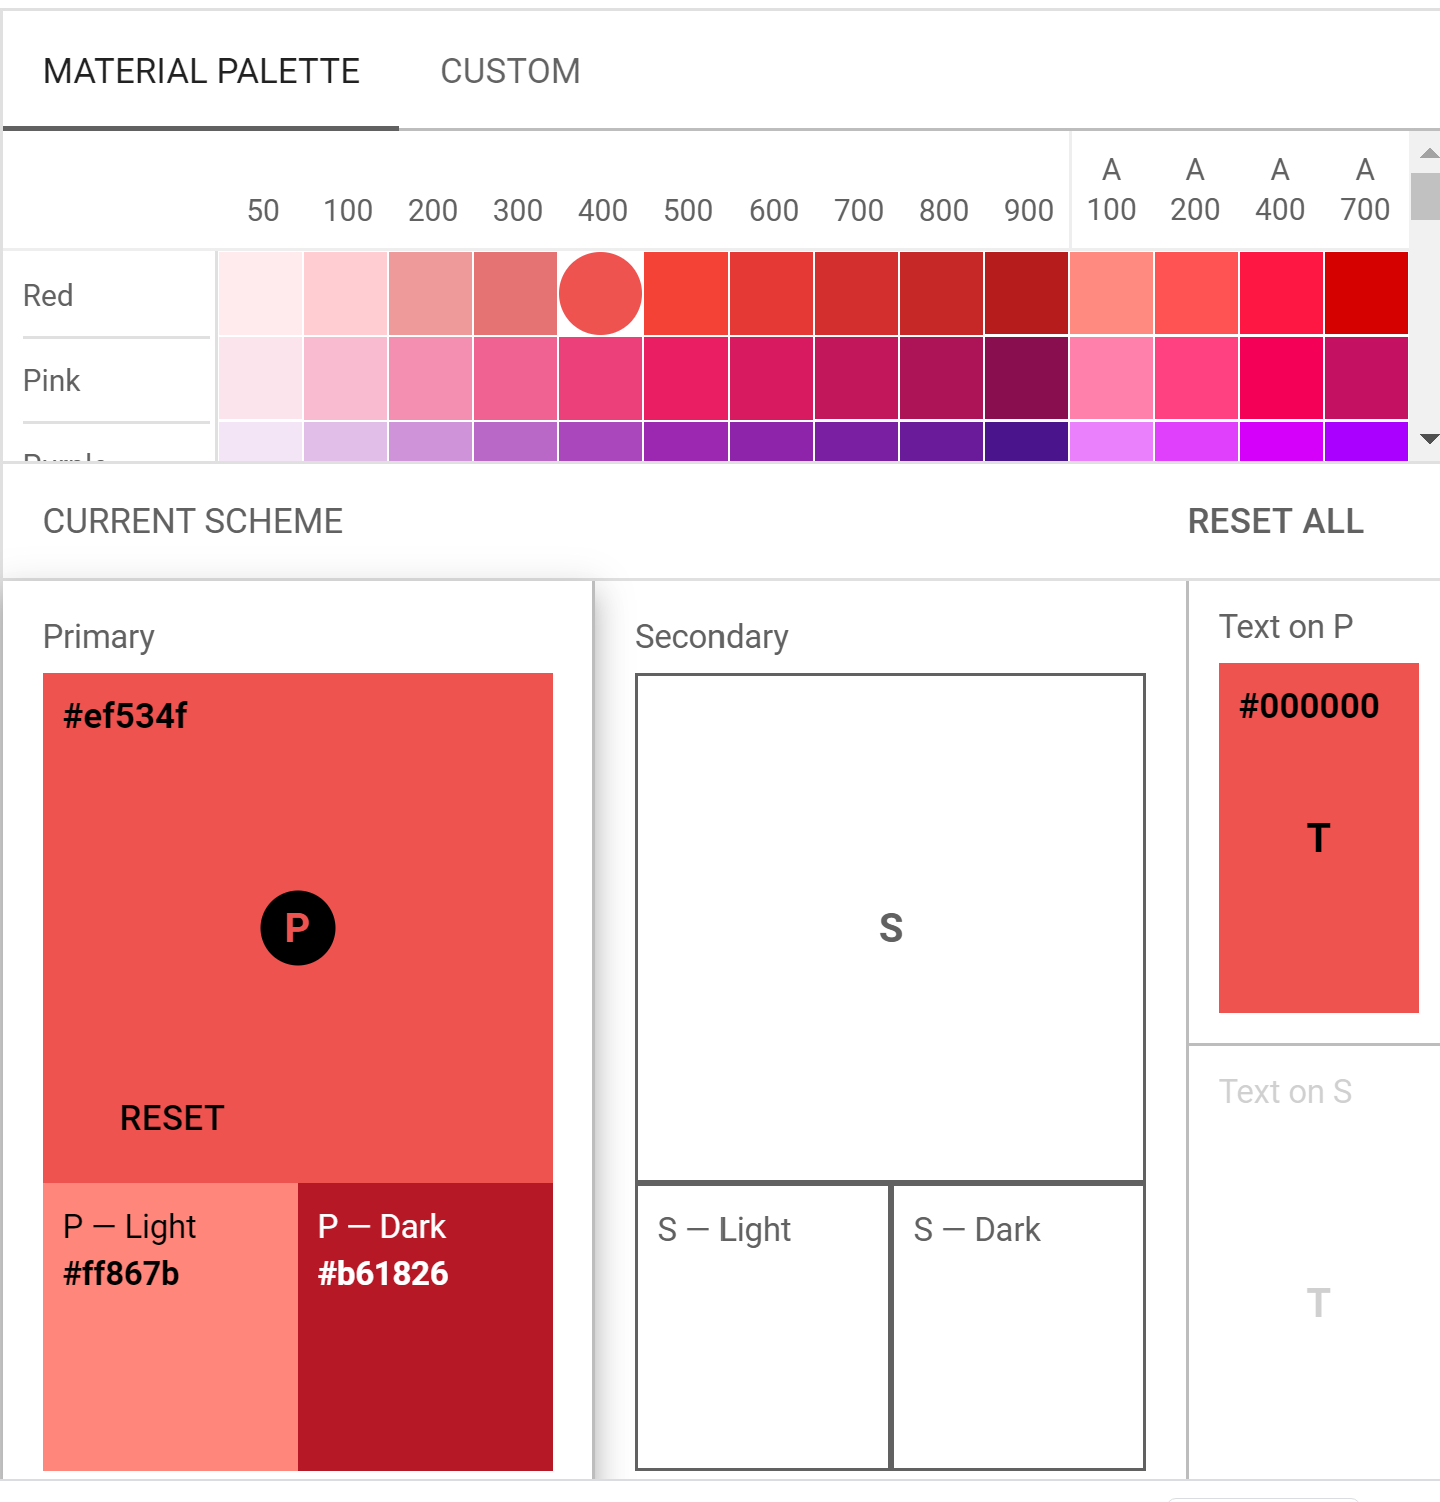 MATERIAL PALETTE CUSTOM
A A A A
50 100 200 300 400 500 600 700 800 900 100 200 400 700
Red
Pink
CURRENT SCHEME RESET ALL
Primary
#ef534f
P
RESET
P — Light
#ff867b
P — Dark
#b61826
Secondary
S
S — Light
S — Dark
Text on P
#000000
T
Text on S
T